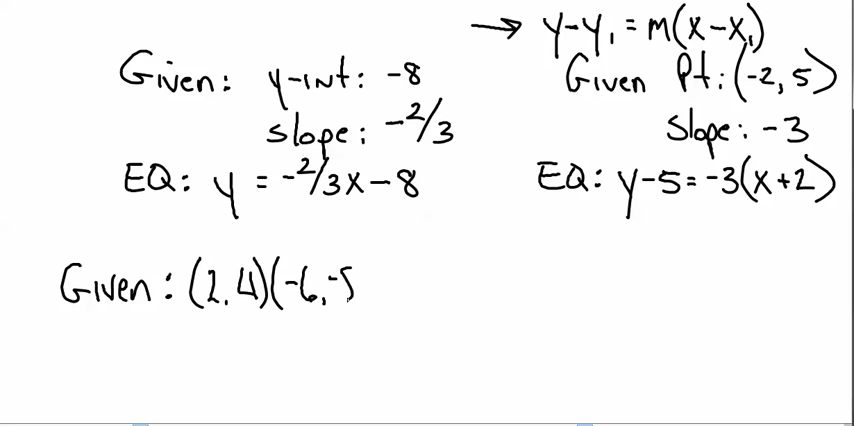 → y-y₁ = m(x-x₁)
Given: y-int: -8
slope: -2/3
EQ: y = -2/3x-8
Given Pt: (-2, 5)
Slope: -3
EQ: y-5 = -3(x+2)
Given: (2,4)(-6,-5